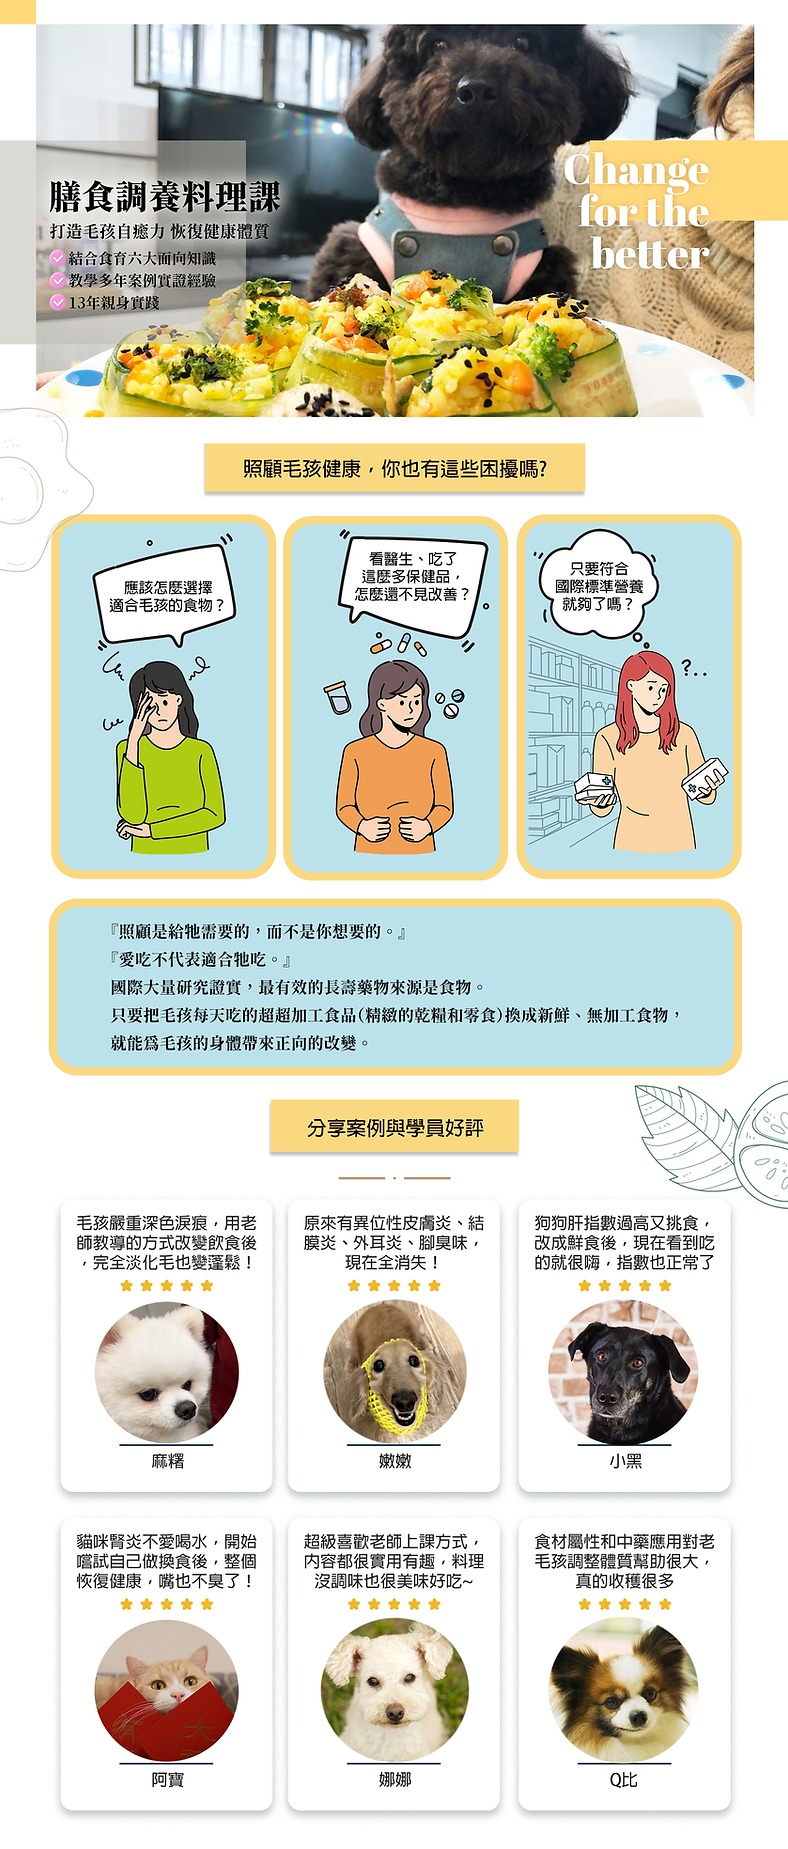 膳食調養料理課
打造毛孩自癒力 恢復健康體質
結合食育六大面向知識
教學多年案例實證經驗
13年親身實踐
Change
for the
better
照顧毛孩健康，你也有這些困擾嗎?
應該怎麼選擇
適合毛孩的食物？
看醫生、吃了
這麼多保健品，
怎麼還不見改善？
只要符合
國際標準營養
就夠了嗎？
?..
『照顧是給牠需要的，而不是你想要的。』
『愛吃不代表適合牠吃。』
國際大量研究證實，最有效的長壽藥物來源是食物。
只要把毛孩每天吃的超超加工食品(精緻的乾糧和零食)換成新鮮、無加工食物，
就能為毛孩的身體帶來正向的改變。
分享案例與學員好評
毛孩嚴重深色淚痕，用老
師教導的方式改變飲食後
，完全淡化毛也變蓬鬆！
麻糬
原來有異位性皮膚炎、結
膜炎、外耳炎、腳臭味，
現在全消失！
嫩嫩
狗狗肝指數過高又挑食，
改成鮮食後，現在看到吃
的就很嗨，指數也正常了
小黑
貓咪腎炎不愛喝水，開始
嚐試自己做換食後，整個
恢復健康，嘴也不臭了！
阿寶
超級喜歡老師上課方式，
內容都很實用有趣，料理
沒調味也很美味好吃~
娜娜
食材屬性和中藥應用對老
毛孩調整體質幫助很大，
真的收穫很多
Q比